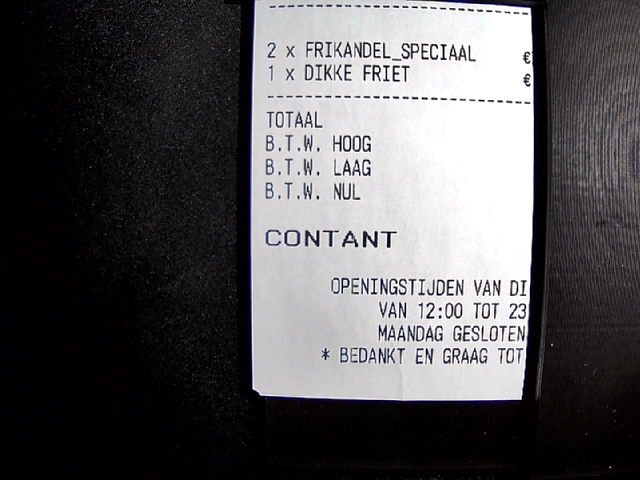 2 x FRIKANDEL_SPECIAAL €
1 x DIKKE FRIET €
TOTAAL
B.T.W. HOOG
B.T.W. LAAG
B.T.W. NUL
CONTANT
OPENINGSTIJDEN VAN DI
VAN 12:00 TOT 23
MAANDAG GESLOTEN
* BEDANKT EN GRAAG TOT